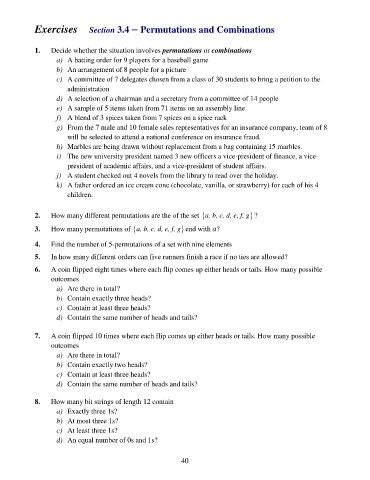 Exercises Section 3.4 – Permutations and Combinations
1. Decide whether the situation involves permutations or combinations
a) A batting order for 9 players for a baseball game
b) An arrangement of 8 people for a picture
c) A committee of 7 delegates chosen from a class of 30 students to bring a petition to the
administration
d) A selection of a chairman and a secretary from a committee of 14 people
e) A sample of 5 items taken from 71 items on an assembly line
f) A blend of 3 spices taken from 7 spices on a spice rack
g) From the 7 male and 10 female sales representatives for an insurance company, team of 8
will be selected to attend a national conference on insurance fraud.
h) Marbles are being drawn without replacement from a bag containing 15 marbles.
i) The new university president named 3 new officers a vice-president of finance, a vice-
president of academic affairs, and a vice-president of student affairs.
j) A student checked out 4 novels from the library to read over the holiday.
k) A father ordered an ice cream cone (chocolate, vanilla, or strawberry) for each of his 4
children.
2. How many different permutations are the of the set {a, b, c, d, e, f, g} ?
3. How many permutations of {a, b, c, d, e, f, g} end with a?
4. Find the number of 5-permutations of a set with nine elements
5. In how many different orders can five runners finish a race if no ties are allowed?
6. A coin flipped eight times where each flip comes up either heads or tails. How many possible
outcomes
a) Are there in total?
b) Contain exactly three heads?
c) Contain at least three heads?
d) Contain the same number of heads and tails?
7. A coin flipped 10 times where each flip comes up either heads or tails. How many possible
outcomes
a) Are there in total?
b) Contain exactly two heads?
c) Contain at least three heads?
d) Contain the same number of heads and tails?
8. How many bit strings of length 12 contain
a) Exactly three 1s?
b) At most three 1s?
c) At least three 1s?
d) An equal number of 0s and 1s?
40